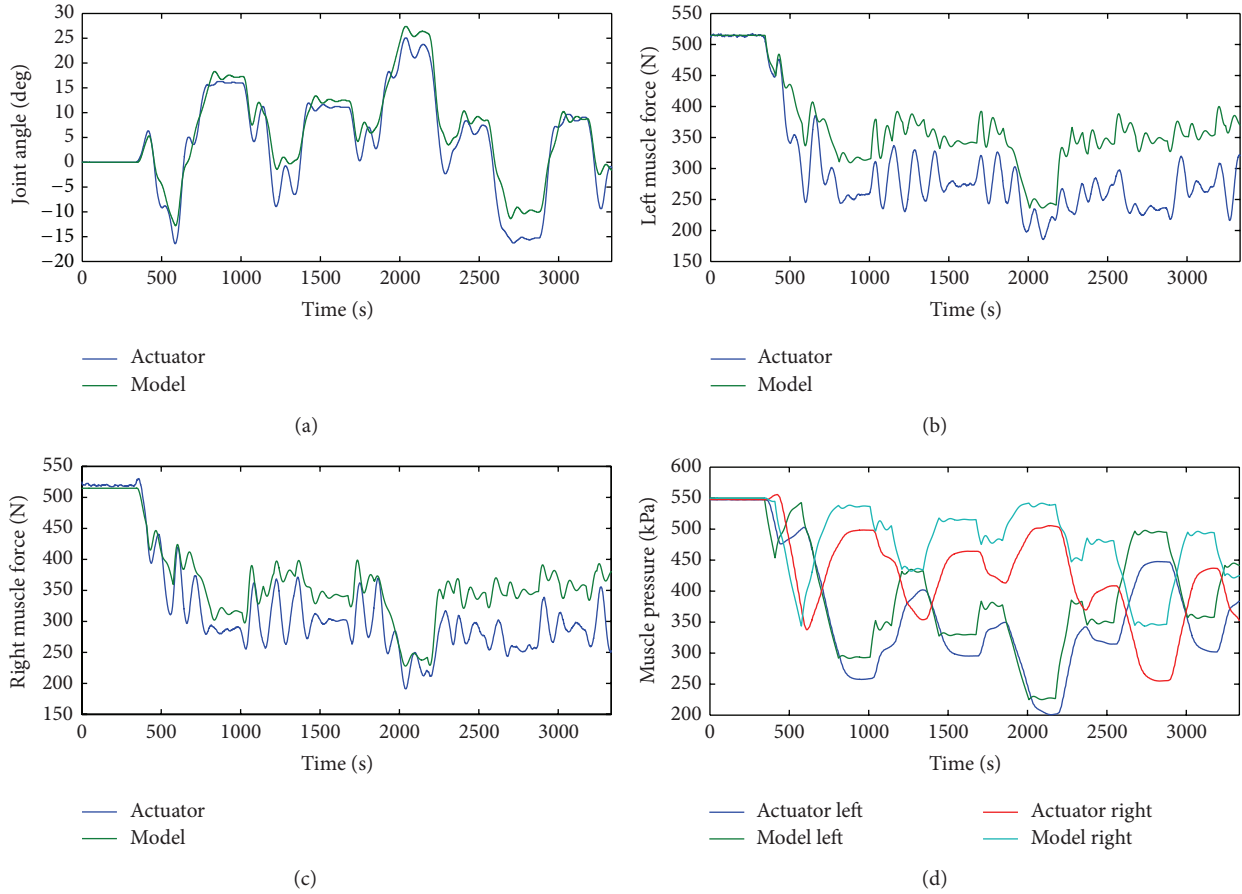 30
25
20
15
10
5
0
−5
−10
−15
−20
Joint angle (deg)
0 500 1000 1500 2000 2500 3000
Time (s)
Actuator
Model
(a)
550
500
450
400
350
300
250
200
150
Left muscle force (N)
0 500 1000 1500 2000 2500 3000
Time (s)
Actuator
Model
(b)
550
500
450
400
350
300
250
200
150
Right muscle force (N)
0 500 1000 1500 2000 2500 3000
Time (s)
Actuator
Model
(c)
600
550
500
450
400
350
300
250
200
Muscle pressure (kPa)
0 500 1000 1500 2000 2500 3000
Time (s)
Actuator left
Model left
Actuator right
Model right
(d)